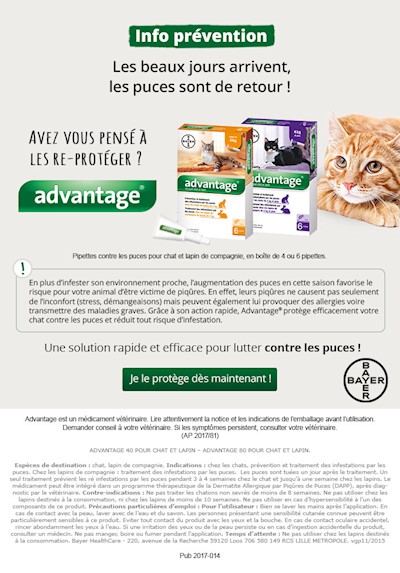 Info prévention
Les beaux jours arrivent,
les puces sont de retour !
AVEZ VOUS PENSÉ À
LES RE-PROTÉGER ?
advantage®
advantage®
advantage®
Pipettes contre les puces pour chat et lapin de compagnie, en boîte de 4 ou 6 pipettes.
!
En plus d'infester son environnement proche, l'augmentation des puces en cette saison favorise le
risque pour votre animal d'être victime de piqûres. En effet, leurs piqûres ne causent pas seulement
de l'inconfort (stress, démangeaisons) mais peuvent également lui provoquer des allergies voire
transmettre des maladies graves. Grâce à son action rapide, Advantage® protège efficacement votre
chat contre les puces et réduit tout risque d'infestation.
Une solution rapide et efficace pour lutter contre les puces !
Je le protège dès maintenant !
BAYER
BAYER
Advantage est un médicament vétérinaire. Lire attentivement la notice et les indications de l'emballage avant l'utilisation.
Demander conseil à votre vétérinaire. Si les symptômes persistent, consulter votre vétérinaire.
(AP 2017/81)
ADVANTAGE 40 POUR CHAT ET LAPIN – ADVANTAGE 80 POUR CHAT ET LAPIN.
Espèces de destination : chat, lapin de compagnie. Indications : chez les chats, prévention et traitement des infestations par les
puces. Chez les lapins de compagnie : traitement des infestations par les puces. Les puces sont tuées un jour après le traitement. Un
seul traitement prévient les ré infestations par les puces pendant 3 à 4 semaines chez le chat et jusqu'à une semaine chez les lapins. Le
médicament peut être intégré dans un programme thérapeutique de la Dermatite Allergique par Piqûres de Puces (DAPP), après diag-
nostic par le vétérinaire. Contre-indications : Ne pas traiter les chatons non sevrés de moins de 8 semaines. Ne pas utiliser chez les
lapins destinés à la consommation, ni chez les lapins de moins de 10 semaines. Ne pas utiliser en cas d'hypersensibilité à l'un des
composants de ce produit. Précautions particulières d'emploi : Pour l'utilisateur : Bien se laver les mains après l'application. En
cas de contact avec la peau, laver avec de l'eau et du savon. Les personnes présentant une sensibilité cutanée connue peuvent être
particulièrement sensibles à ce produit. Eviter tout contact du produit avec les yeux et la bouche. En cas de contact oculaire accidentel,
rincer abondamment les yeux à l'eau. Si une irritation des yeux ou de la peau persiste ou en cas d'ingestion accidentelle du produit,
consulter un médecin. Ne pas manger, boire ou fumer pendant l'application. Temps d'attente : Ne pas utiliser chez les lapins destinés
à la consommation. Bayer HealthCare - 220, avenue de la Recherche 59120 Loos 706 580 149 RCS LILLE METROPOLE. vgp11/2015
Pub 2017-014